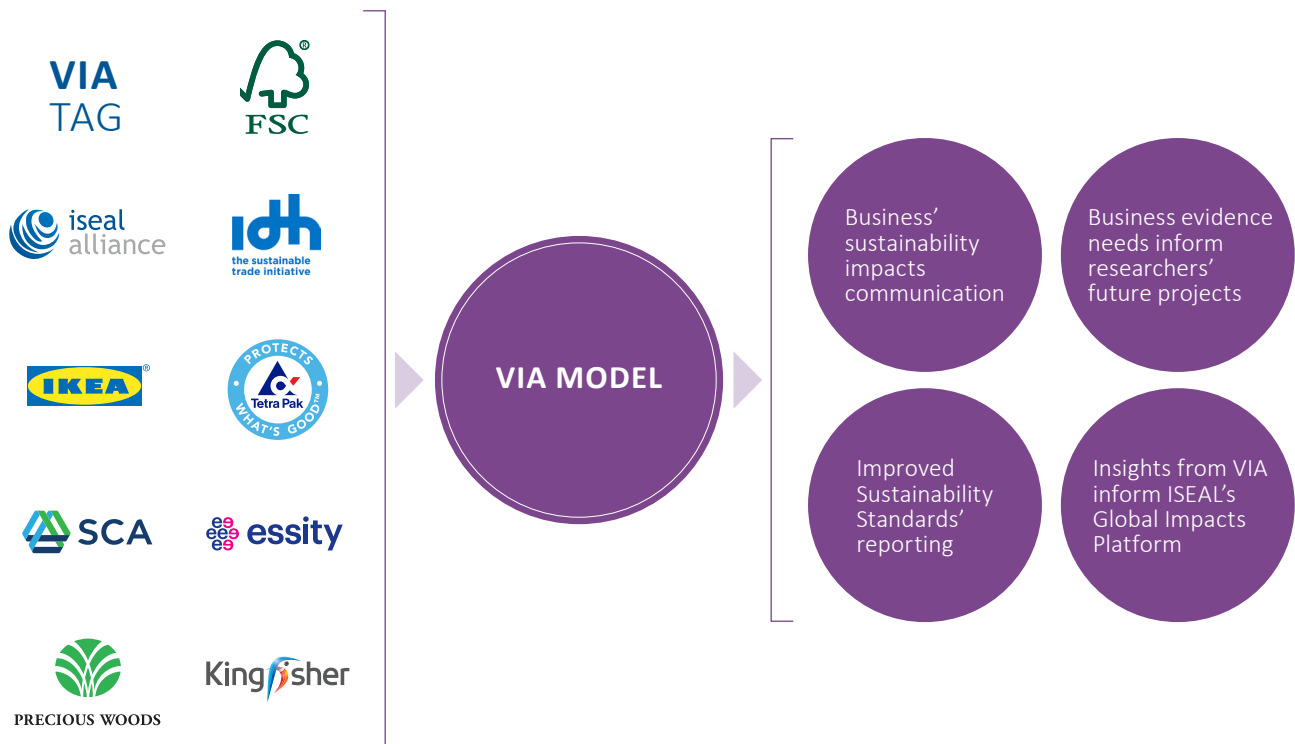 VIA
TAG
®
FSC
iseal
alliance
idh
the sustainable
trade initiative
IKEA
®
PROTECTS
Tetra Pak
WHAT'S GOOD™
SCA
essity
PRECIOUS WOODS
Kingfisher
VIA MODEL
Business’
sustainability
impacts
communication
Business evidence
needs inform
researchers’
future projects
Improved
Sustainability
Standards’
reporting
Insights from VIA
inform ISEAL’s
Global Impacts
Platform